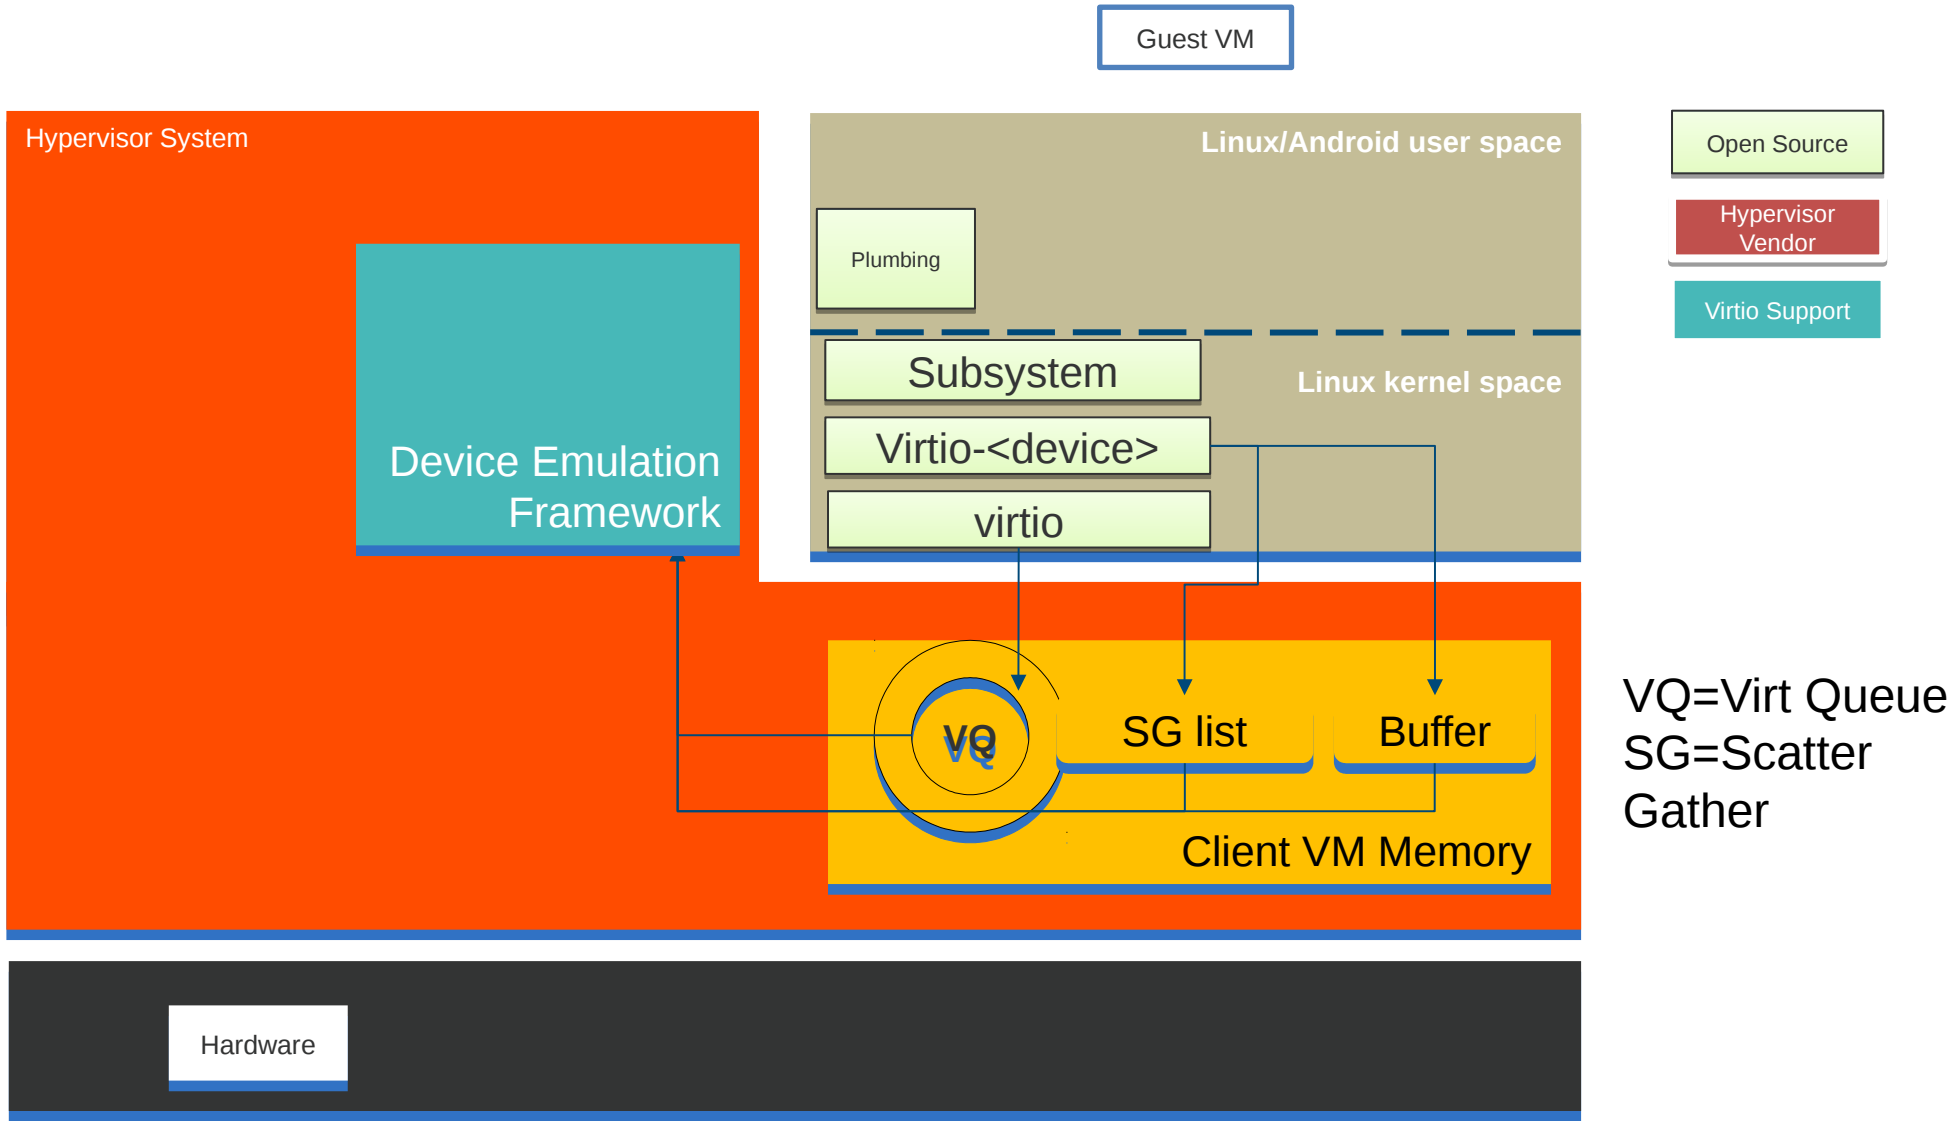 Guest VM
Hypervisor System
Linux/Android user space
Open Source
Hypervisor
Vendor
Plumbing
Virtio Support
Subsystem
Linux kernel space
Device Emulation
Framework
Virtio-<device>
virtio
VQ
VQ
SG list
Buffer
Client VM Memory
VQ=Virt Queue
SG=Scatter
Gather
Hardware